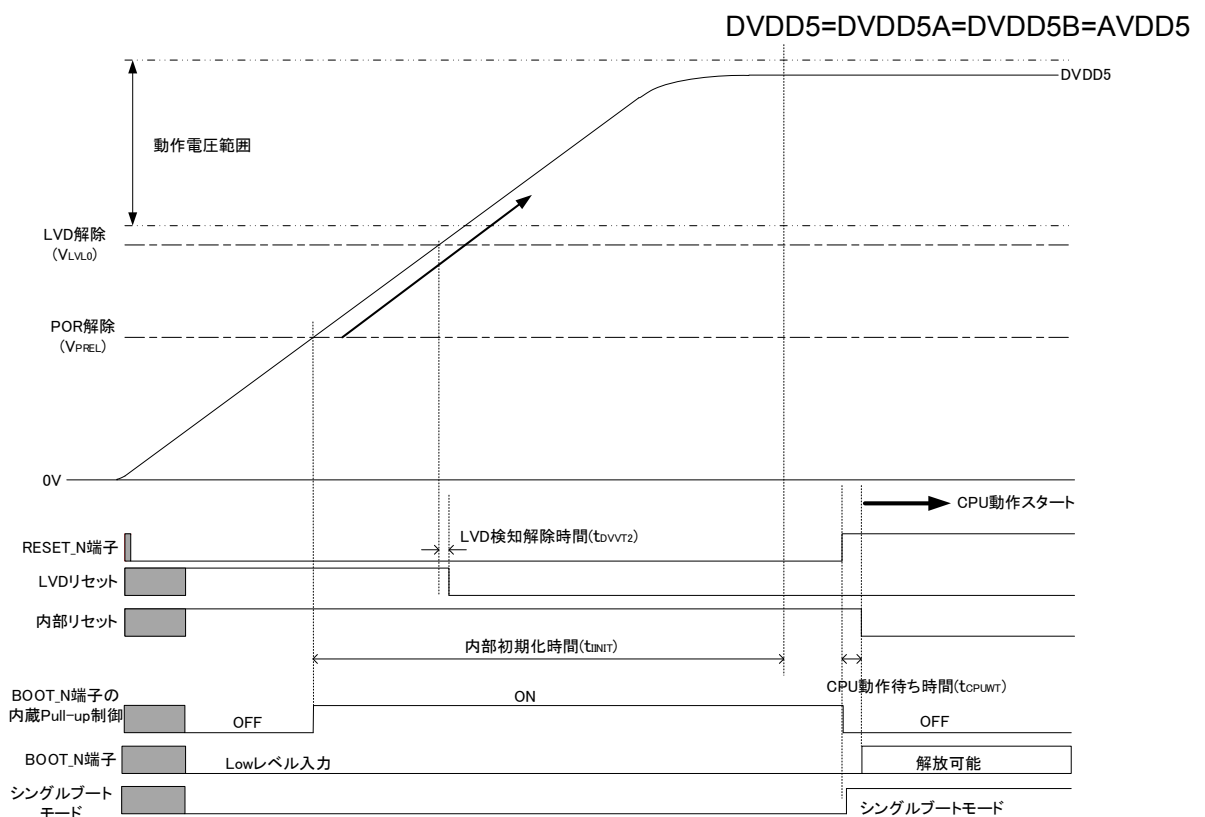 DVDD5=DVDD5A=DVDD5B=AVDD5
DVDD5
動作電圧範囲
LVD解除
(VLVL0)
POR解除
(VPREL)
0V
CPU動作スタート
RESET_N端子
LVD検知解除時間(tDVVT2)
LVDリセット
内部リセット
内部初期化時間(tIINIT)
CPU動作待ち時間(tCPUWT)
BOOT_N端子の
内蔵Pull-up制御
OFF
ON
OFF
BOOT_N端子
Lowレベル入力
解放可能
シングルブート
モード
シングルブートモード